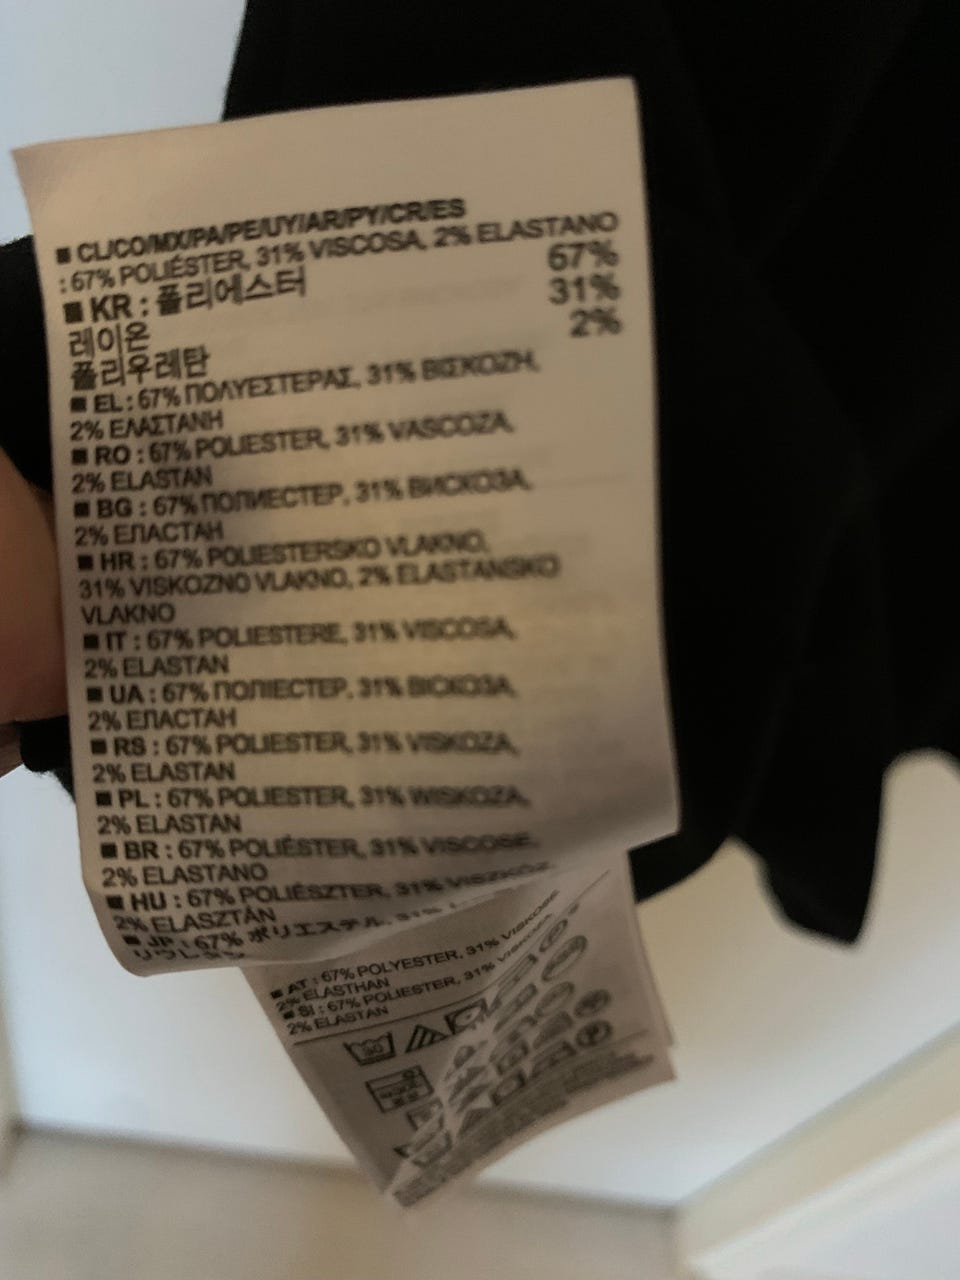 ■ CL/CO/MX/PA/PE/UY/AR/PY/CR/ES
: 67% POLIÉSTER, 31% VISCOSA, 2% ELASTANO
■ KR : 폴리에스터 67%
레이온 31%
폴리우레탄 2%
■ EL : 67% ΠΟΛΥΕΣΤΕΡΑΣ, 31% ΒΙΣΚΟΖΗ,
2% ΕΛΑΣΤΑΝΗ
■ RO : 67% POLIESTER, 31% VASCOZA,
2% ELASTAN
■ BG : 67% ПОЛИЕСТЕР, 31% ВИСКОЗА,
2% ЕЛАСТАН
■ HR : 67% POLIESTERSKO VLAKNO,
31% VISKOZNO VLAKNO, 2% ELASTANSKO
VLAKNO
■ IT : 67% POLIESTERE, 31% VISCOSA,
2% ELASTAN
■ UA : 67% ПОЛІЕСТЕР, 31% ВІСКОЗА,
2% ЕЛАСТАН
■ RS : 67% POLIESTER, 31% VISKOZA,
2% ELASTAN
■ PL : 67% POLIESTER, 31% WISKOZA,
2% ELASTAN
■ BR : 67% POLIÉSTER, 31% VISCOSE,
2% ELASTANO
■ HU : 67% POLIÉSZTER, 31% VISZKÓZ,
2% ELASZTÁN
■ JP : 67% ポリエステル, 31%
■ AT : 67% POLYESTER, 31% VISKOSE,
2% ELASTHAN
■ SI : 67% POLIESTER, 31% VISKOZA,
2% ELASTAN
30